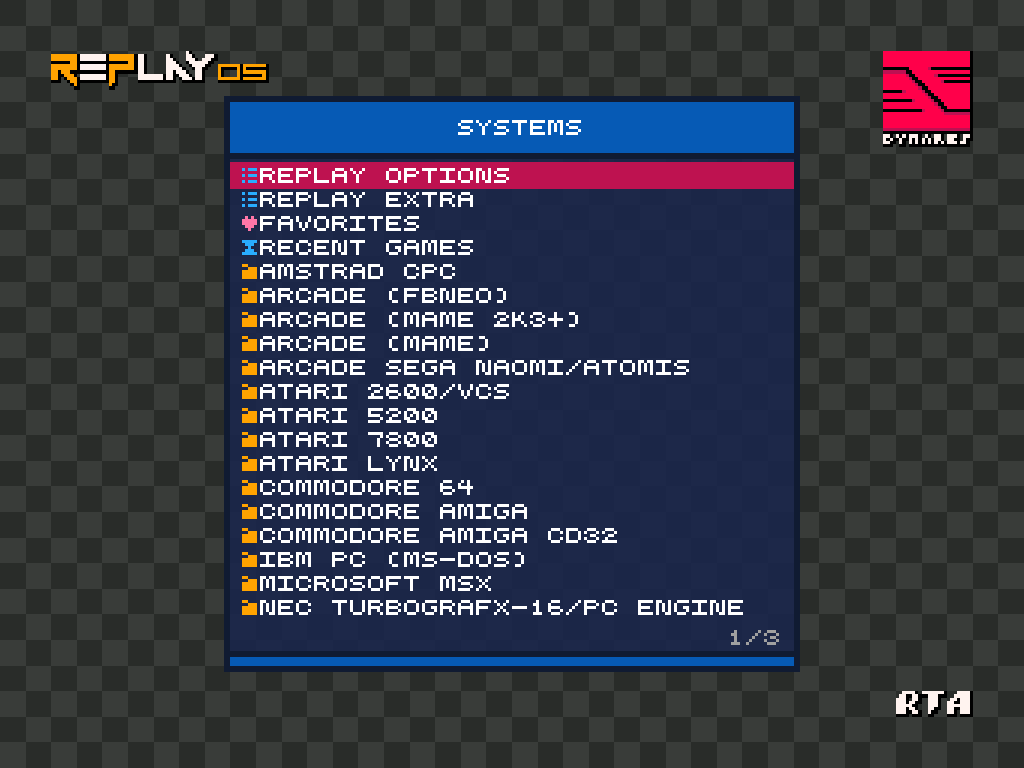 REPLAY OS
DYNARES
SYSTEMS
REPLAY OPTIONS
REPLAY EXTRA
FAVORITES
RECENT GAMES
AMSTRAD CPC
ARCADE (FBNEO)
ARCADE (MAME 2K3+)
ARCADE (MAME)
ARCADE SEGA NAOMI/ATOMIS
ATARI 2600/VCS
ATARI 5200
ATARI 7800
ATARI LYNX
COMMODORE 64
COMMODORE AMIGA
COMMODORE AMIGA CD32
IBM PC (MS-DOS)
MICROSOFT MSX
NEC TURBOGRAFX-16/PC ENGINE
1/3
RTA